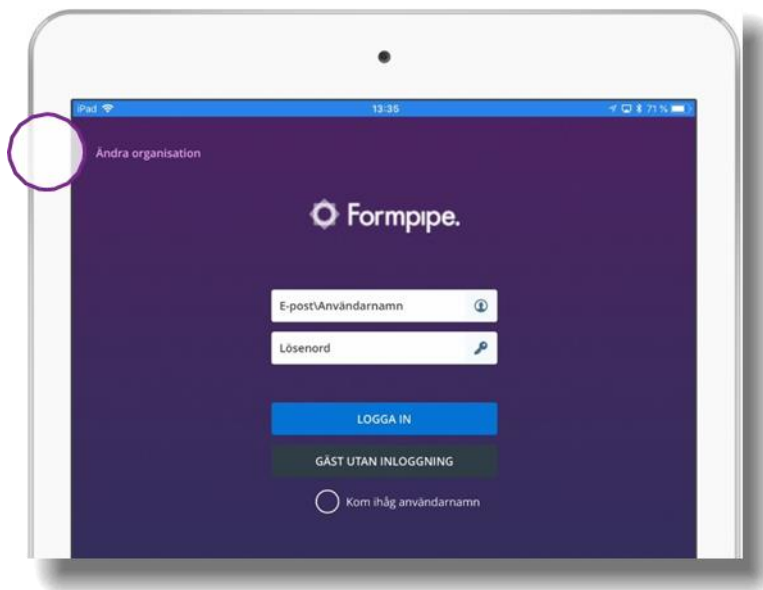 iPad 13:35 71 %
Ändra organisation
Formpipe.
E-post\Användarnamn
Lösenord
LOGGA IN
GÄST UTAN INLOGGNING
Kom ihåg användarnamn